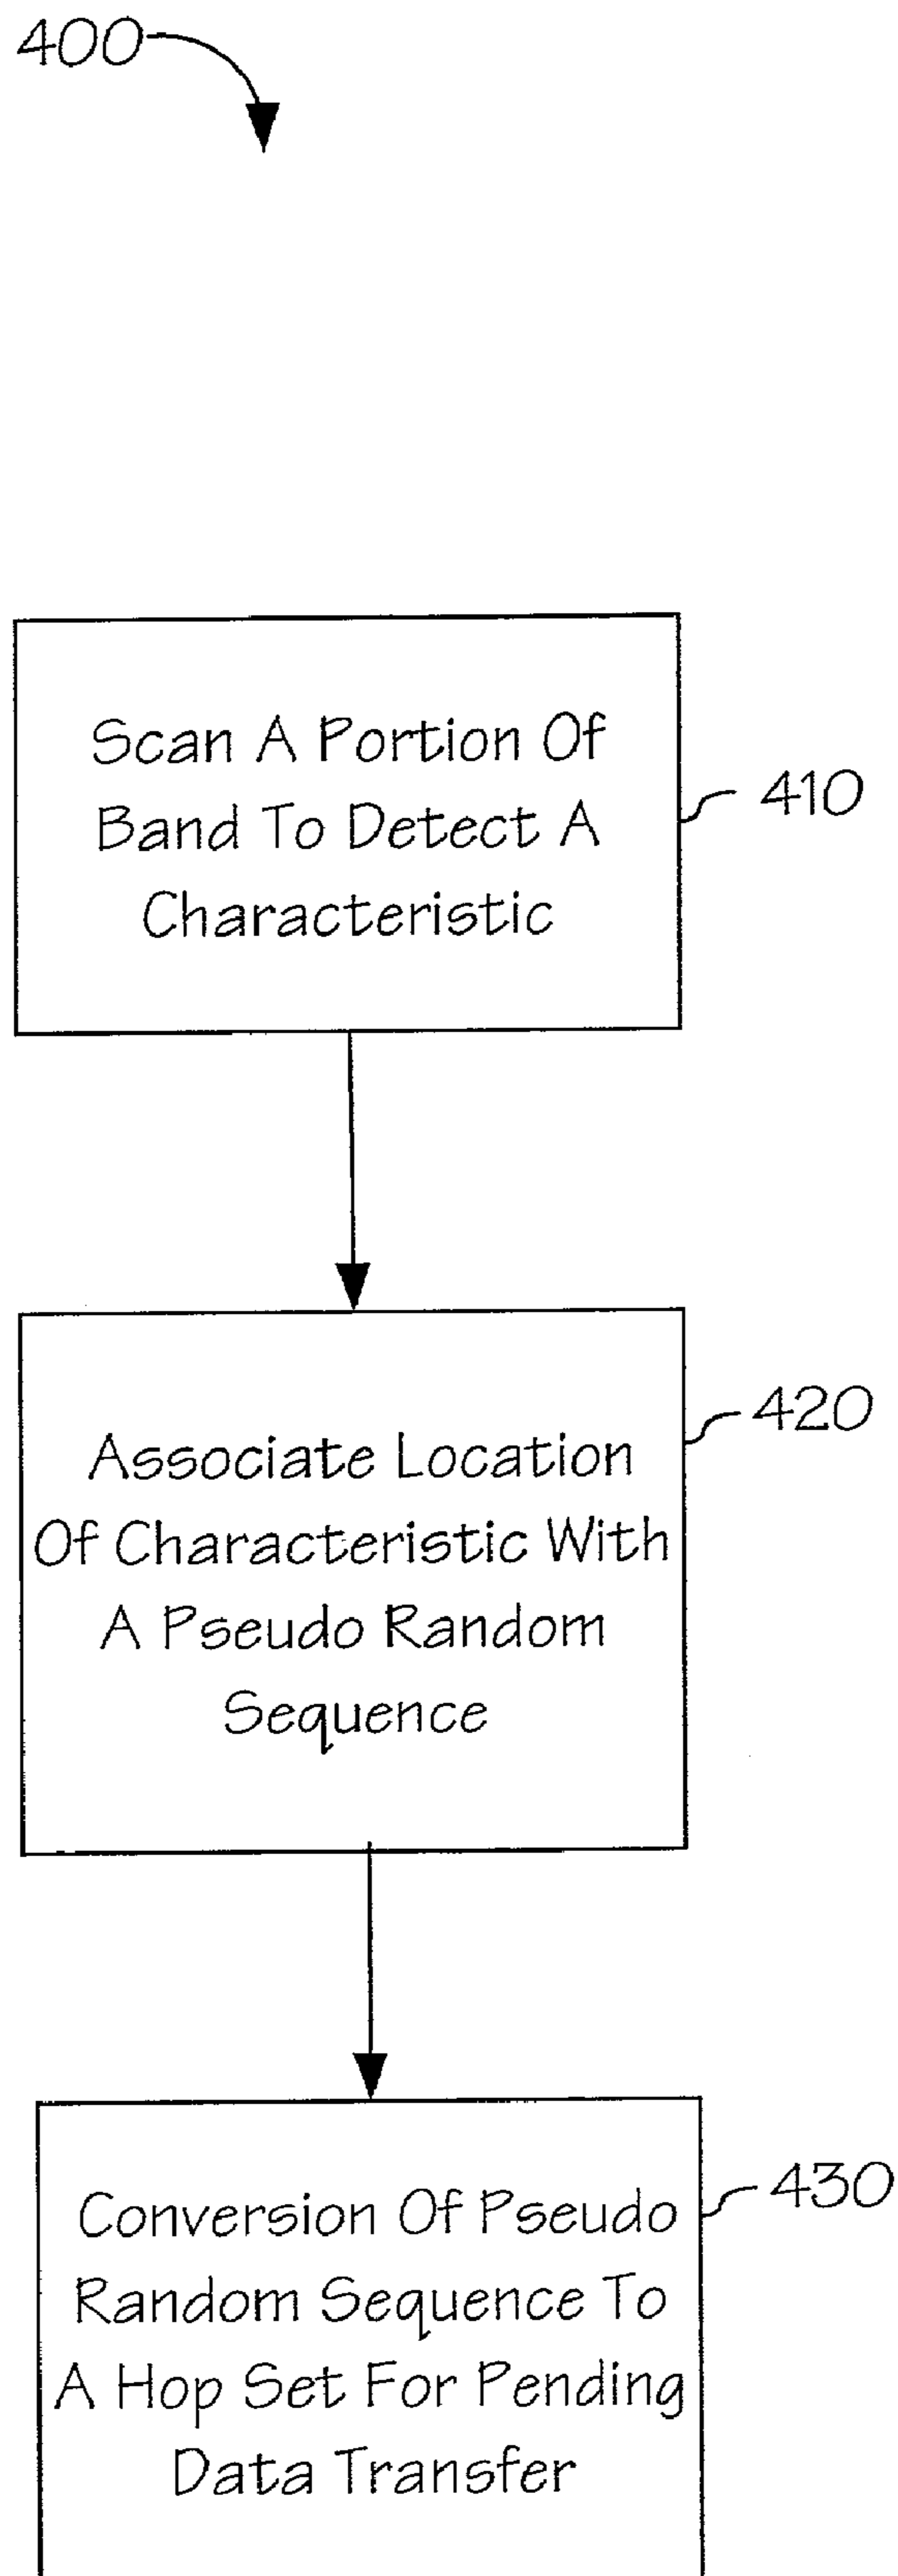 400
Scan A Portion Of
Band To Detect A
Characteristic
410
Associate Location
Of Characteristic With
A Pseudo Random
Sequence
420
Conversion Of Pseudo
Random Sequence To
A Hop Set For Pending
Data Transfer
430